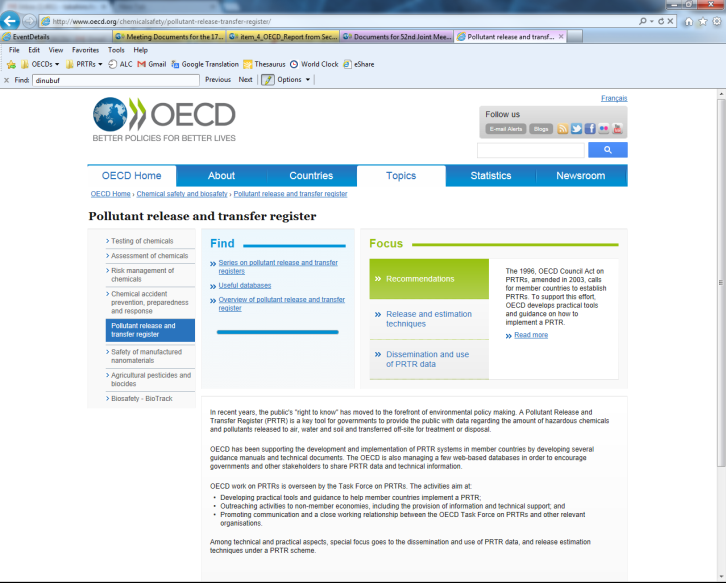 http://www.oecd.org/chemicalsafety/pollutant-release-transfer-register/
EventDetails
Meeting Documents for the 17...
item_4_OECD_Report from Sec...
Documents for 52nd Joint Mee...
Pollutant release and transf...
File Edit View Favorites Tools Help
OECDs PRTRs ALC Gmail Google Translation Thesaurus World Clock eShare
Find: dinubuf Previous Next Options
Français
OECD
BETTER POLICIES FOR BETTER LIVES
Follow us
E-mail Alerts Blogs
OECD Home About Countries Topics Statistics Newsroom
OECD Home › Chemical safety and biosafety › Pollutant release and transfer register
Pollutant release and transfer register
› Testing of chemicals
› Assessment of chemicals
› Risk management of
chemicals
› Chemical accident
prevention, preparedness
and response
Pollutant release and
transfer register
› Safety of manufactured
nanomaterials
› Agricultural pesticides and
biocides
› Biosafety - BioTrack
Find
» Series on pollutant release and transfer
registers
» Useful databases
» Overview of pollutant release and transfer
register
Focus
» Recommendations
» Release and estimation
techniques
» Dissemination and use
of PRTR data
The 1996, OECD Council Act on
PRTRs, amended in 2003, calls
for member countries to establish
PRTRs. To support this effort,
OECD develops practical tools
and guidance on how to
implement a PRTR.
» Read more
In recent years, the public's "right to know" has moved to the forefront of environmental policy making. A Pollutant Release and
Transfer Register (PRTR) is a key tool for governments to provide the public with data regarding the amount of hazardous chemicals
and pollutants released to air, water and soil and transferred off-site for treatment or disposal.
OECD has been supporting the development and implementation of PRTR systems in member countries by developing several
guidance manuals and technical documents. The OECD is also managing a few web-based databases in order to encourage
governments and other stakeholders to share PRTR data and technical information.
OECD work on PRTRs is overseen by the Task Force on PRTRs. The activities aim at:
• Developing practical tools and guidance to help member countries implement a PRTR;
• Outreaching activities to non-member economies, including the provision of information and technical support; and
• Promoting communication and a close working relationship between the OECD Task Force on PRTRs and other relevant
organisations.
Among technical and practical aspects, special focus goes to the dissemination and use of PRTR data, and release estimation
techniques under a PRTR scheme.